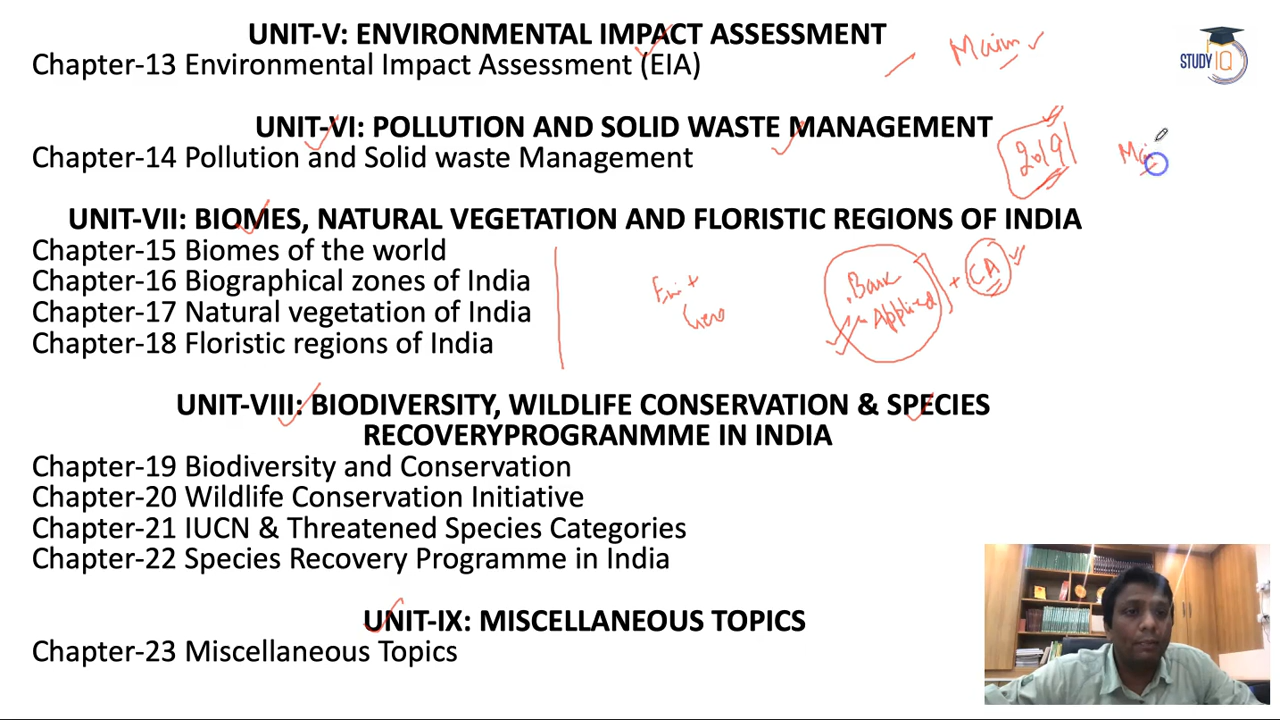 UNIT-V: ENVIRONMENTAL IMPACT ASSESSMENT
Chapter-13 Environmental Impact Assessment (EIA)
Mains
STUDY IQ
UNIT-VI: POLLUTION AND SOLID WASTE MANAGEMENT
Chapter-14 Pollution and Solid waste Management
2019
UNIT-VII: BIOMES, NATURAL VEGETATION AND FLORISTIC REGIONS OF INDIA
Chapter-15 Biomes of the world
Chapter-16 Biographical zones of India
Chapter-17 Natural vegetation of India
Chapter-18 Floristic regions of India
+ CA
Applied
UNIT-VIII: BIODIVERSITY, WILDLIFE CONSERVATION & SPECIES
RECOVERYPROGRANMME IN INDIA
Chapter-19 Biodiversity and Conservation
Chapter-20 Wildlife Conservation Initiative
Chapter-21 IUCN & Threatened Species Categories
Chapter-22 Species Recovery Programme in India
UNIT-IX: MISCELLANEOUS TOPICS
Chapter-23 Miscellaneous Topics